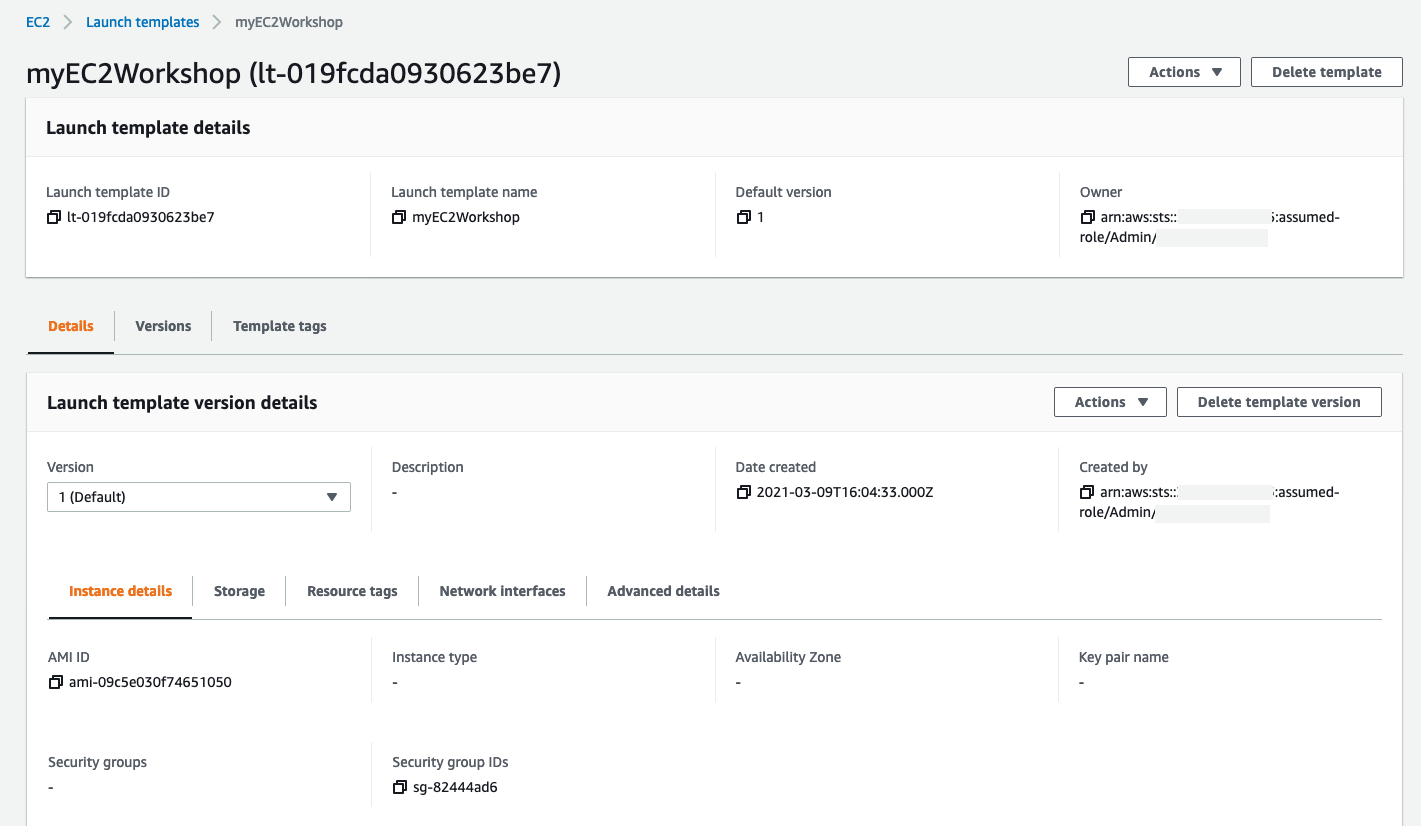 EC2 > Launch templates > myEC2Workshop
myEC2Workshop (lt-019fcda0930623be7)
Actions ▼ Delete template
Launch template details
Launch template ID
lt-019fcda0930623be7
Launch template name
myEC2Workshop
Default version
1
Owner
arn:aws:sts:: :assumed-
role/Admin/
Details Versions Template tags
Launch template version details
Actions ▼ Delete template version
Version
1 (Default) ▼
Description
-
Date created
2021-03-09T16:04:33.000Z
Created by
arn:aws:sts: :assumed-
role/Admin/
Instance details Storage Resource tags Network interfaces Advanced details
AMI ID
ami-09c5e030f74651050
Instance type
-
Availability Zone
-
Key pair name
-
Security groups
-
Security group IDs
sg-82444ad6